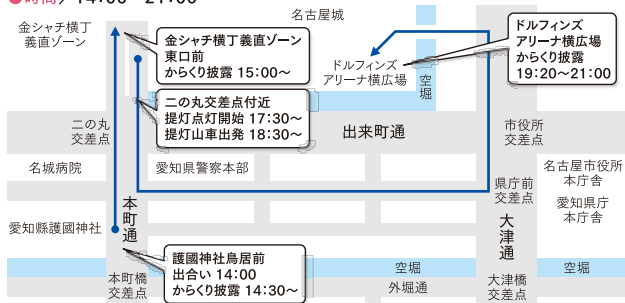 ●時間／14:00～21:00
名古屋城
金シャチ横丁
義直ゾーン
金シャチ横丁義直ゾーン
東口前
からくり披露 15:00～
ドルフィンズ
アリーナ横広場
ドルフィンズ
アリーナ横広場
からくり披露
19:20～21:00
空堀
二の丸交差点付近
提灯点灯開始 17:30～
提灯山車出発 18:30～
二の丸
交差点
出来町通
市役所
交差点
名城病院
愛知県警察本部
県庁前
交差点
名古屋市役所
本庁舎
愛知県庁
本庁舎
本町通
大津通
愛知縣護國神社
護國神社鳥居前
出合い 14:00
からくり披露 14:30～
空堀
空堀
本町橋
交差点
外堀通
大津橋
交差点